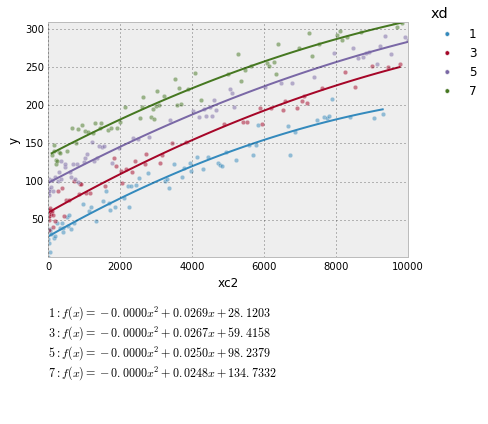 xd
1
3
5
7
300
250
200
150
100
50
y
0 2000 4000 6000 8000 10000
xc2
1 : f(x) = −0.0000x² + 0.0269x + 28.1203
3 : f(x) = −0.0000x² + 0.0267x + 59.4158
5 : f(x) = −0.0000x² + 0.0250x + 98.2379
7 : f(x) = −0.0000x² + 0.0248x + 134.7332